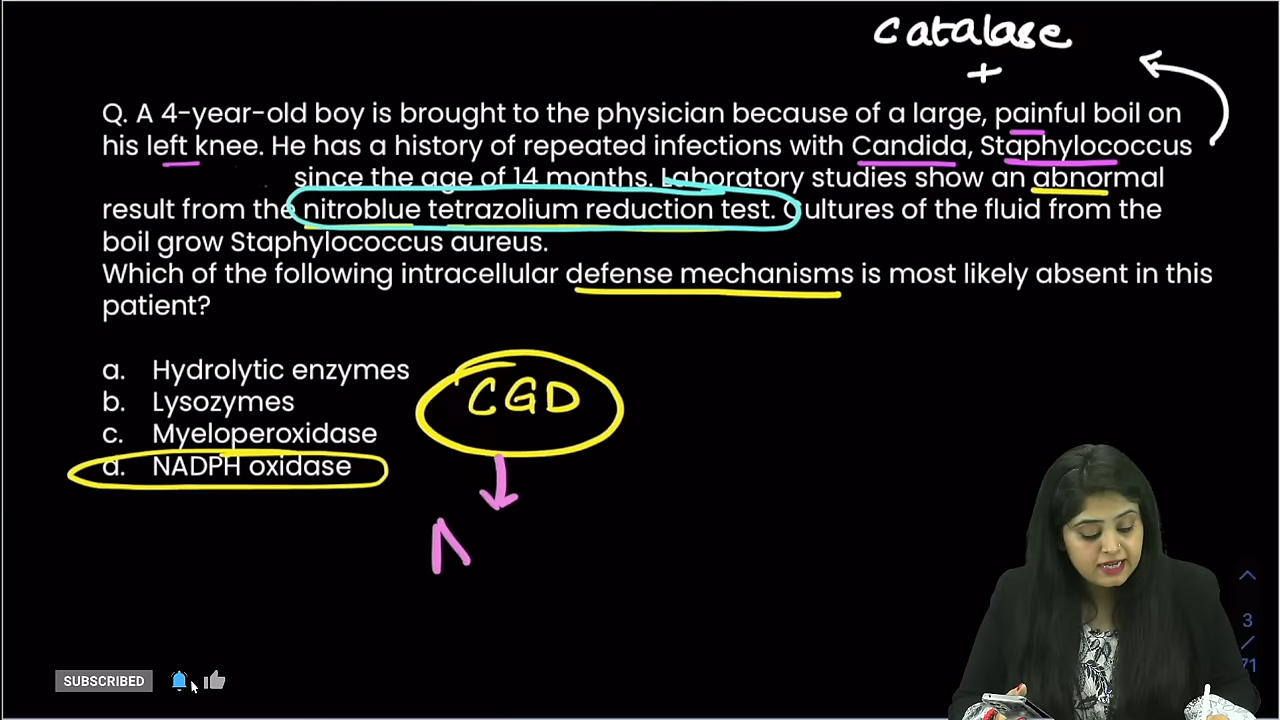 catalase
+
Q. A 4-year-old boy is brought to the physician because of a large, painful boil on
his left knee. He has a history of repeated infections with Candida, Staphylococcus
since the age of 14 months. Laboratory studies show an abnormal
result from the nitroblue tetrazolium reduction test. Cultures of the fluid from the
boil grow Staphylococcus aureus.
Which of the following intracellular defense mechanisms is most likely absent in this
patient?
a. Hydrolytic enzymes
b. Lysozymes
c. Myeloperoxidase
d. NADPH oxidase
CGD
3
/
71
SUBSCRIBED